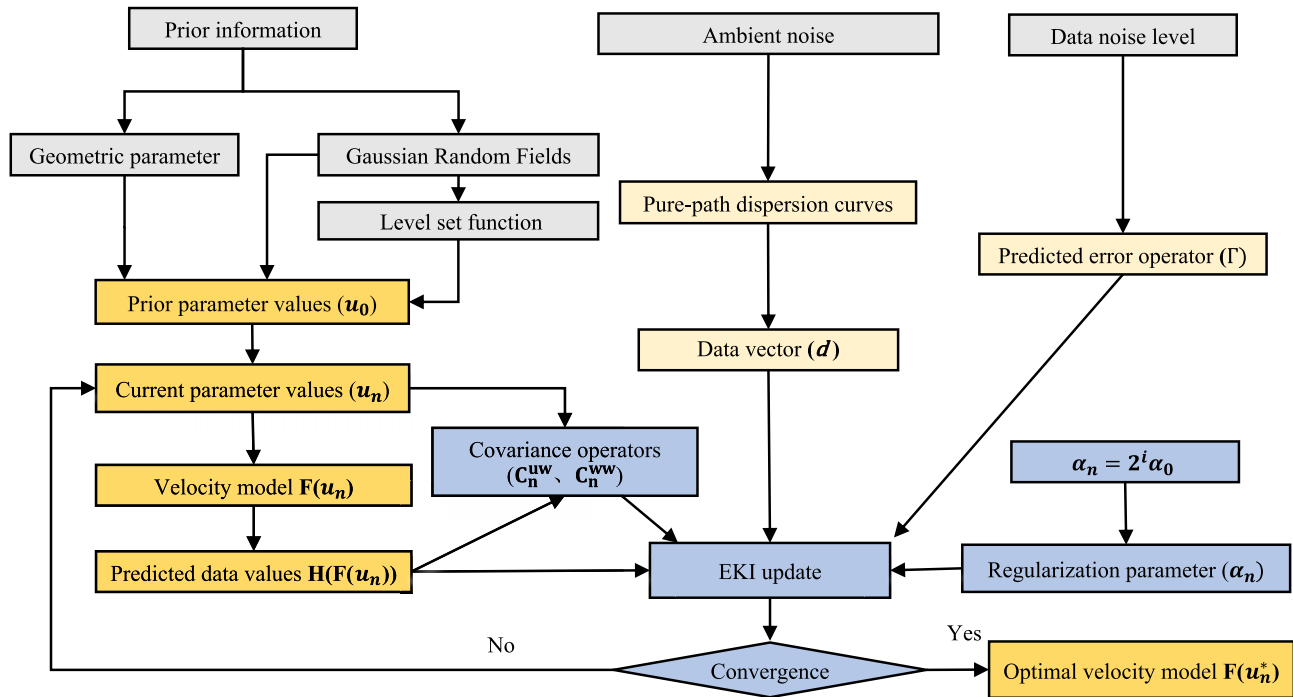 Prior information
Ambient noise
Data noise level
Geometric parameter
Gaussian Random Fields
Level set function
Pure-path dispersion curves
Predicted error operator (Γ)
Prior parameter values (u₀)
Data vector (d)
Current parameter values (uₙ)
Covariance operators
(Cₙᵘʷ、Cₙʷʷ)
αₙ = 2ⁱα₀
Velocity model F(uₙ)
Predicted data values H(F(uₙ))
EKI update
Regularization parameter (αₙ)
No
Yes
Convergence
Optimal velocity model F(uₙ*)